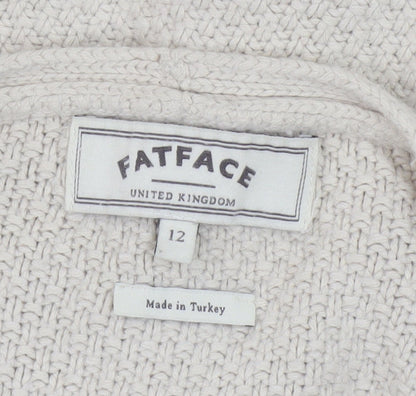 FATFACE
UNITED KINGDOM
12
Made in Turkey